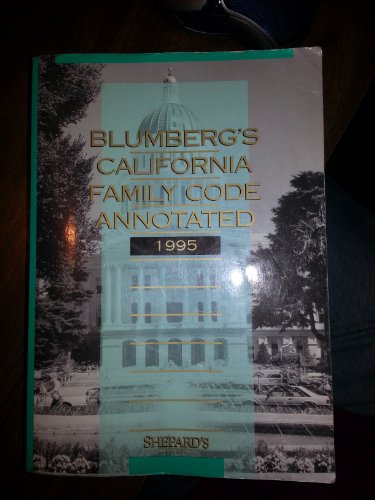 BLUMBERG'S
CALIFORNIA
FAMILY CODE
ANNOTATED
1995
SHEPARD'S